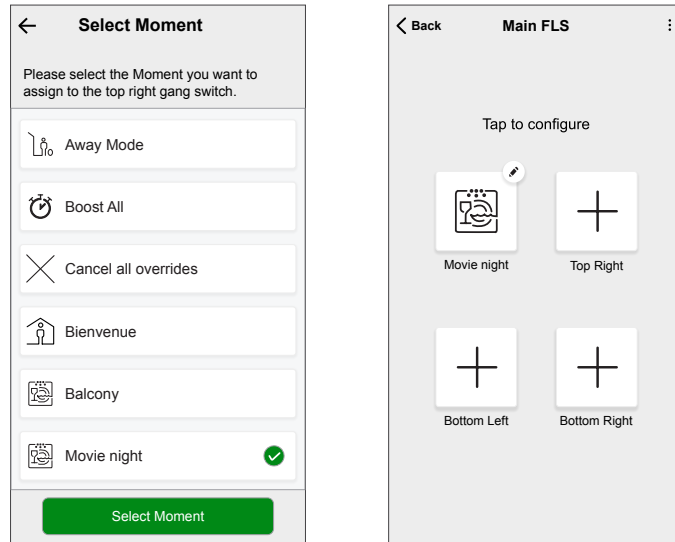 Select Moment
Please select the Moment you want to
assign to the top right gang switch.
Away Mode
Boost All
Cancel all overrides
Bienvenue
Balcony
Movie night
Select Moment
Back Main FLS
Tap to configure
Movie night Top Right
Bottom Left Bottom Right